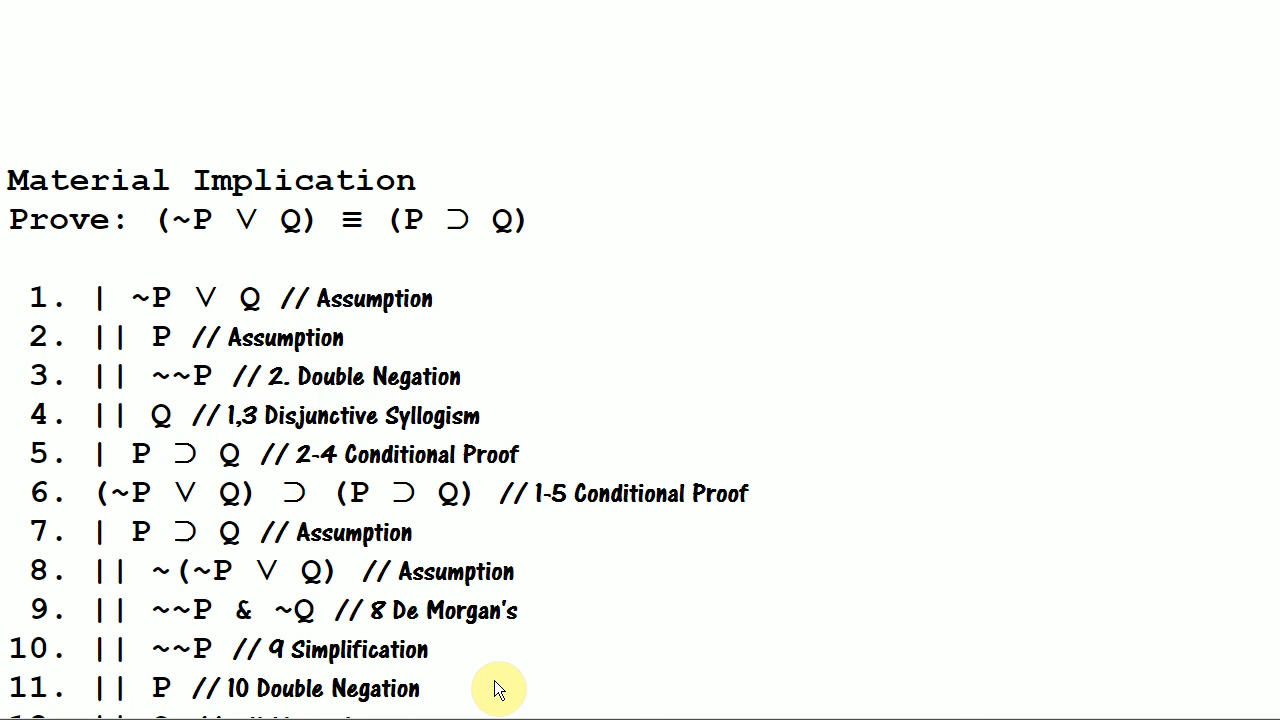 Material Implication
Prove: (~P ∨ Q) ≡ (P ⊃ Q)
1. | ~P ∨ Q // Assumption
2. || P // Assumption
3. || ~~P // 2. Double Negation
4. || Q // 1,3 Disjunctive Syllogism
5. | P ⊃ Q // 2-4 Conditional Proof
6. (~P ∨ Q) ⊃ (P ⊃ Q) // 1-5 Conditional Proof
7. | P ⊃ Q // Assumption
8. || ~(~P ∨ Q) // Assumption
9. || ~~P & ~Q // 8 De Morgan's
10. || ~~P // 9 Simplification
11. || P // 10 Double Negation